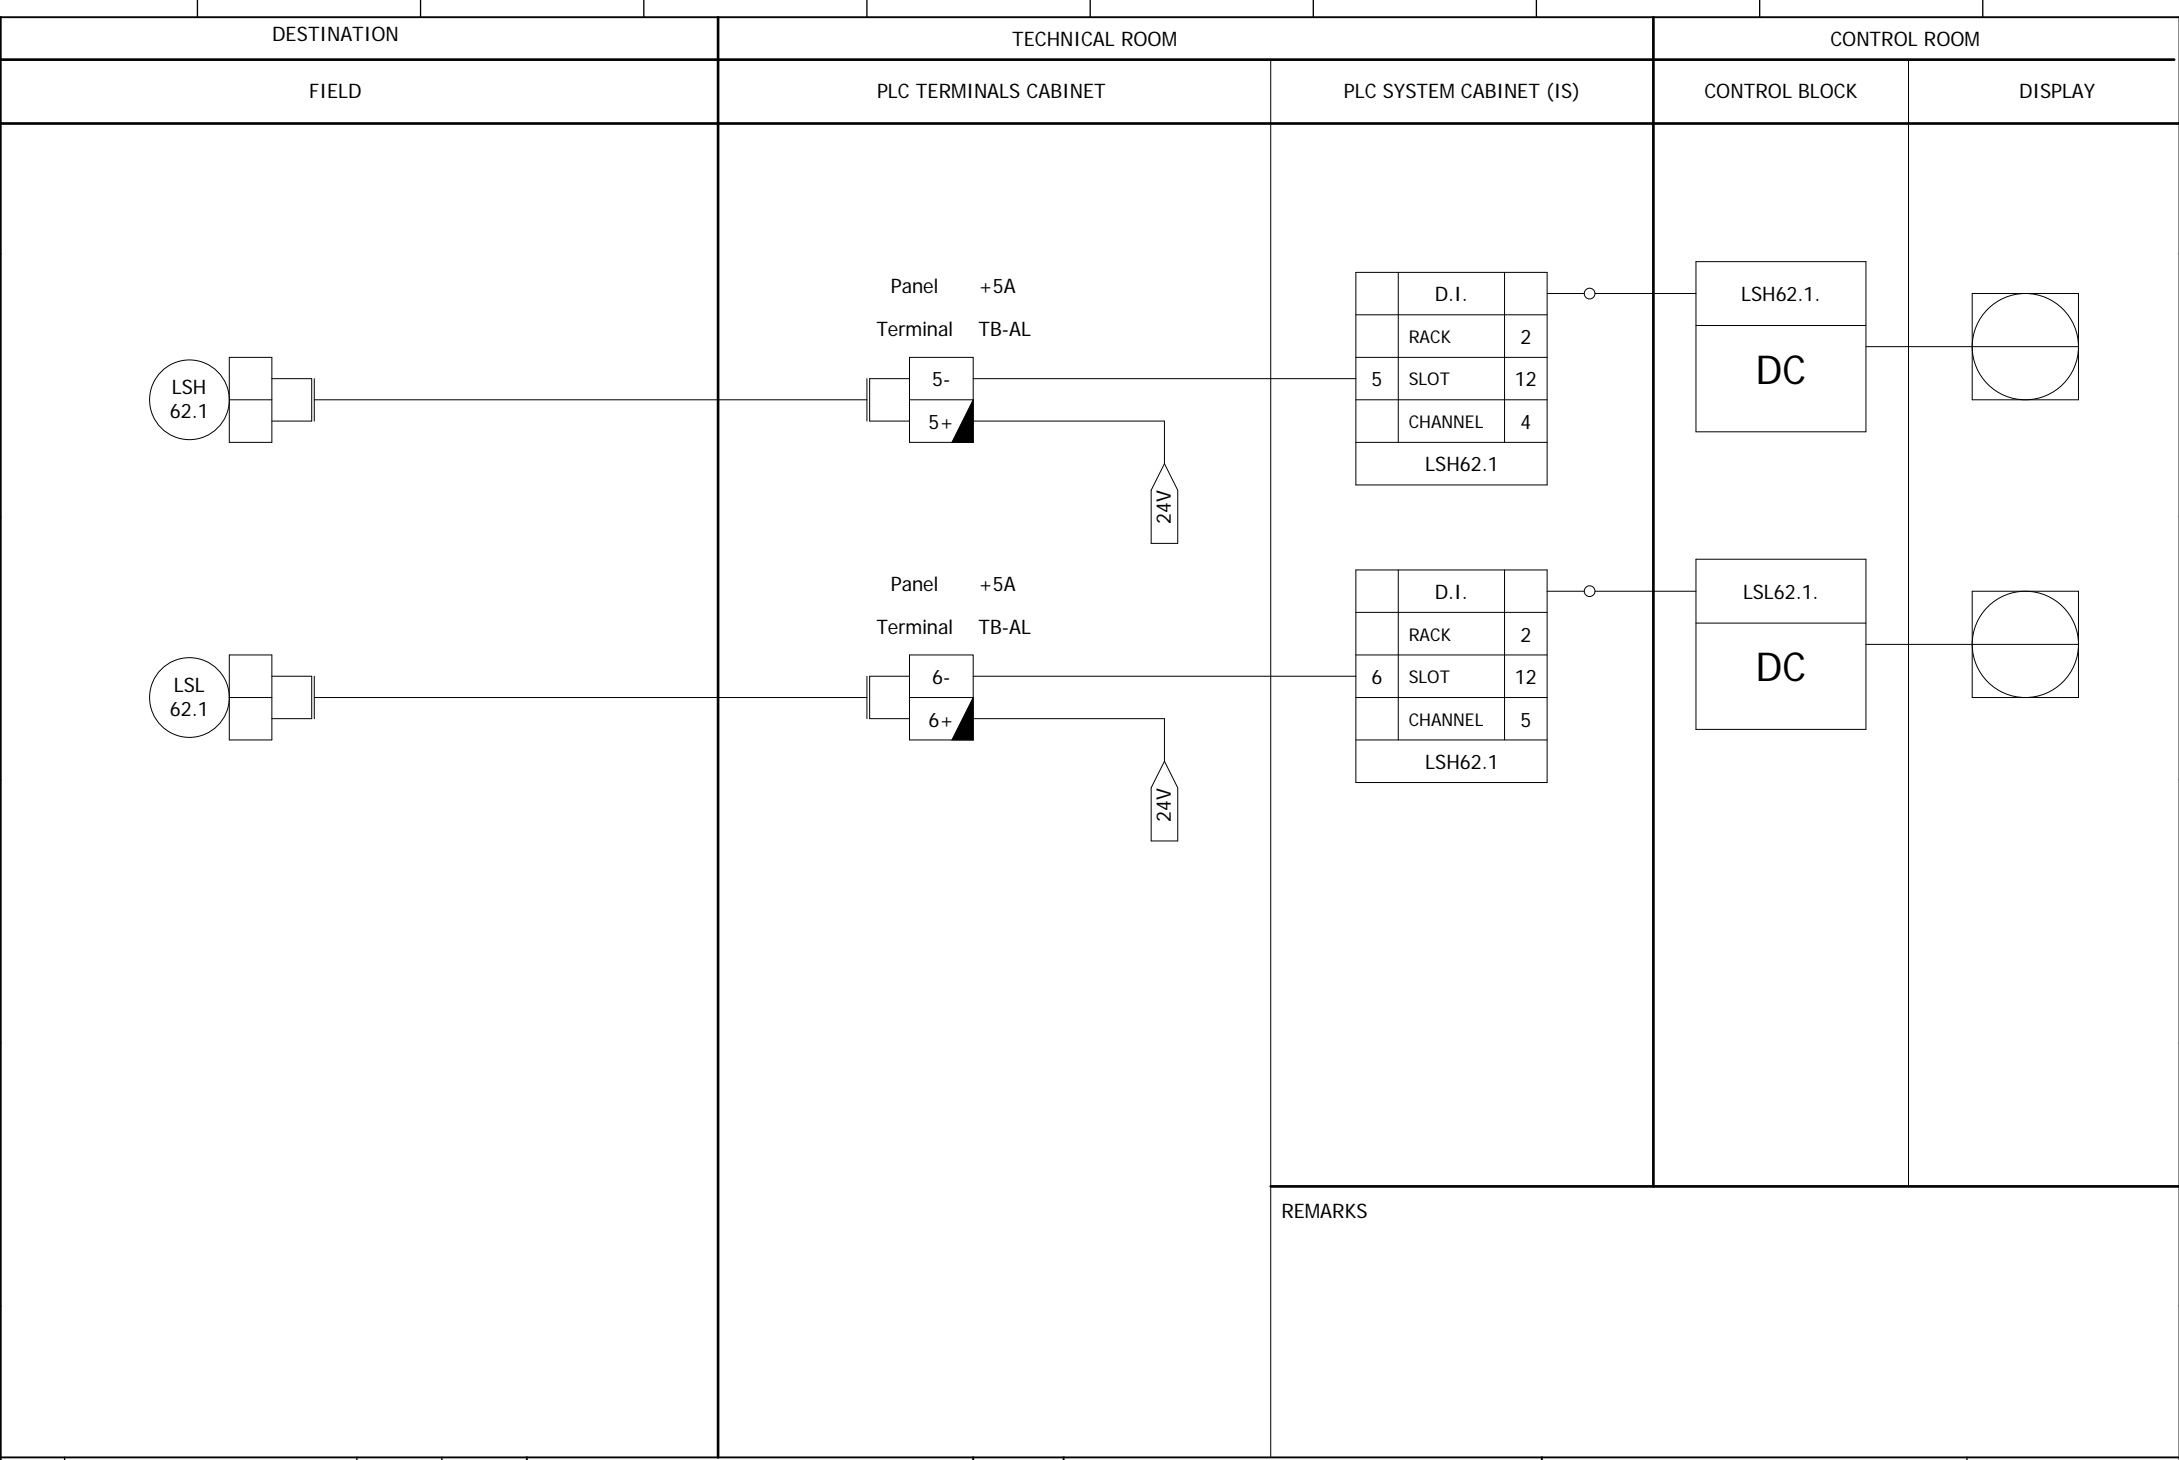 DESTINATION
TECHNICAL ROOM
CONTROL ROOM
FIELD
PLC TERMINALS CABINET
PLC SYSTEM CABINET (IS)
CONTROL BLOCK
DISPLAY
LSH
62.1
Panel +5A
Terminal TB-AL
5-
5+
24V
D.I.
RACK 2
5 SLOT 12
CHANNEL 4
LSH62.1
LSH62.1.
DC
LSL
62.1
Panel +5A
Terminal TB-AL
6-
6+
24V
D.I.
RACK 2
6 SLOT 12
CHANNEL 5
LSH62.1
LSL62.1.
DC
REMARKS